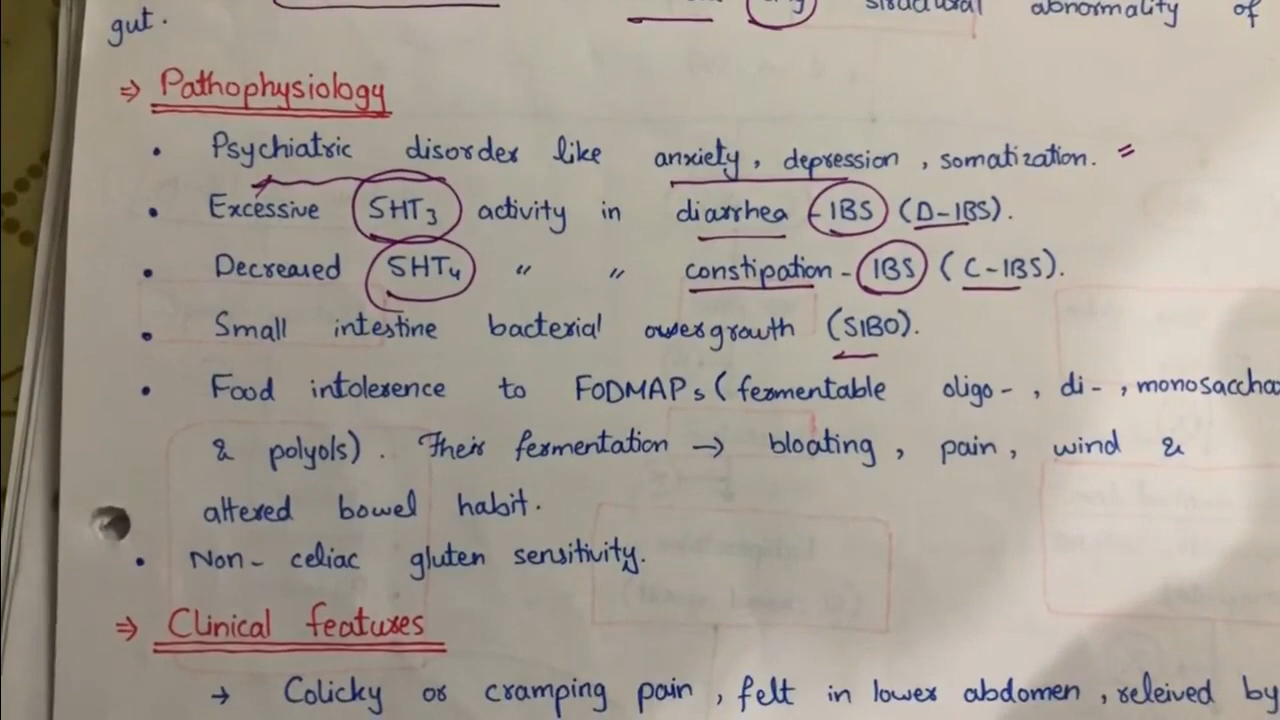 structural abnormality of
gut.
⇒ Pathophysiology
• Psychiatric disorder like anxiety, depression, somatization.
• Excessive 5HT3 activity in diarrhea - IBS (D-IBS).
• Decreased 5HT4 " " constipation - IBS (C-IBS).
• Small intestine bacterial overgrowth (SIBO).
• Food intolerence to FODMAPs (fermentable oligo-, di-, monosaccha
& polyols). Their fermentation → bloating, pain, wind &
altered bowel habit.
• Non-celiac gluten sensitivity.
⇒ Clinical features
→ Colicky or cramping pain, felt in lower abdomen, releived by